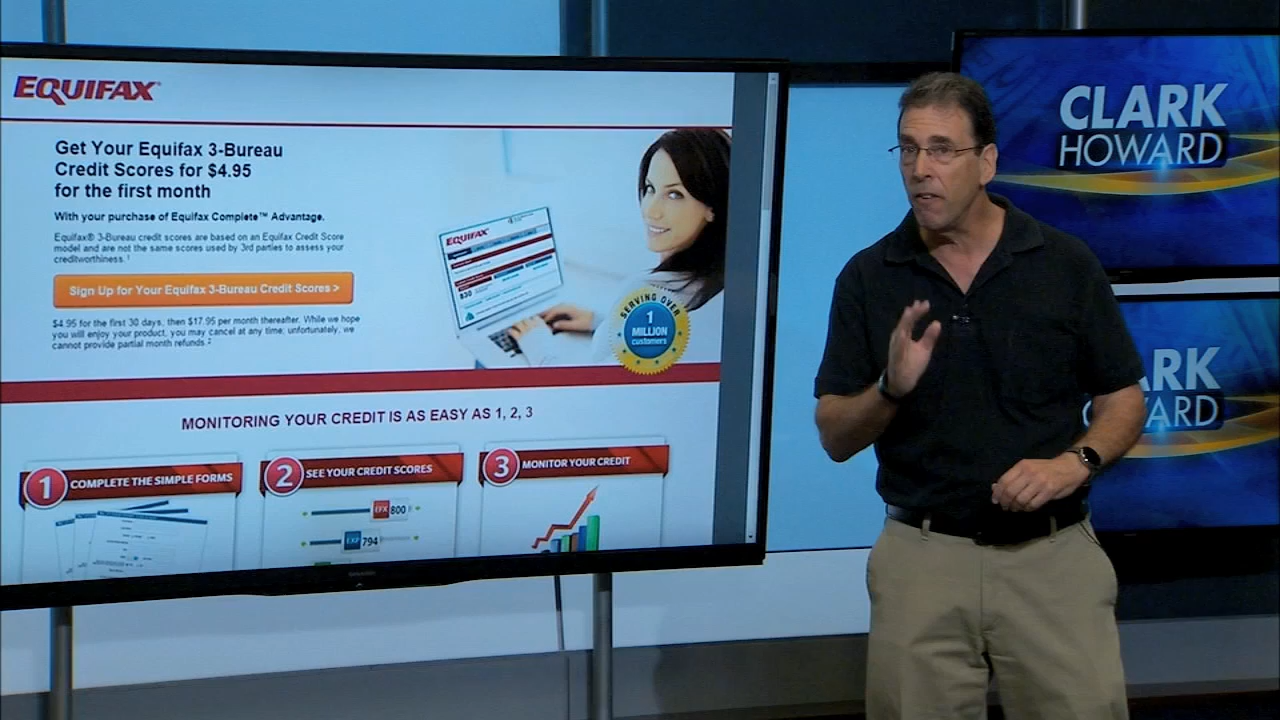 EQUIFAX®
Get Your Equifax 3-Bureau
Credit Scores for $4.95
for the first month
With your purchase of Equifax Complete™ Advantage.
Equifax® 3-Bureau credit scores are based on an Equifax Credit Score
model and are not the same scores used by 3rd parties to assess your
creditworthiness.¹
Sign Up for Your Equifax 3-Bureau Credit Scores >
$4.95 for the first 30 days, then $17.95 per month thereafter. While we hope
you will enjoy your product, you may cancel at any time; unfortunately, we
cannot provide partial month refunds.²
EQUIFAX
SERVING OVER
1
MILLION
customers
MONITORING YOUR CREDIT IS AS EASY AS 1, 2, 3
1 COMPLETE THE SIMPLE FORMS
2 SEE YOUR CREDIT SCORES
EFX 800
EXP 794
3 MONITOR YOUR CREDIT
CLARK
HOWARD
ARK
WARD